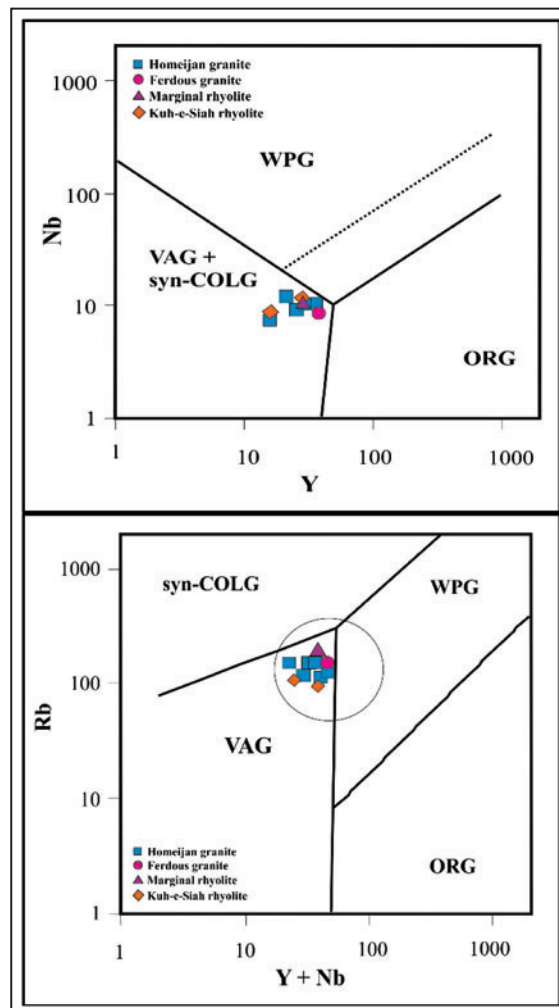 1000
Homeijan granite
Ferdous granite
Marginal rhyolite
Kuh-e-Siah rhyolite
WPG
Nb
100
VAG +
syn-COLG
10
ORG
1
1
10
100
1000
Y
1000
syn-COLG
WPG
100
Rb
VAG
10
ORG
Homeijan granite
Ferdous granite
Marginal rhyolite
Kuh-e-Siah rhyolite
1
1
10
100
1000
Y + Nb